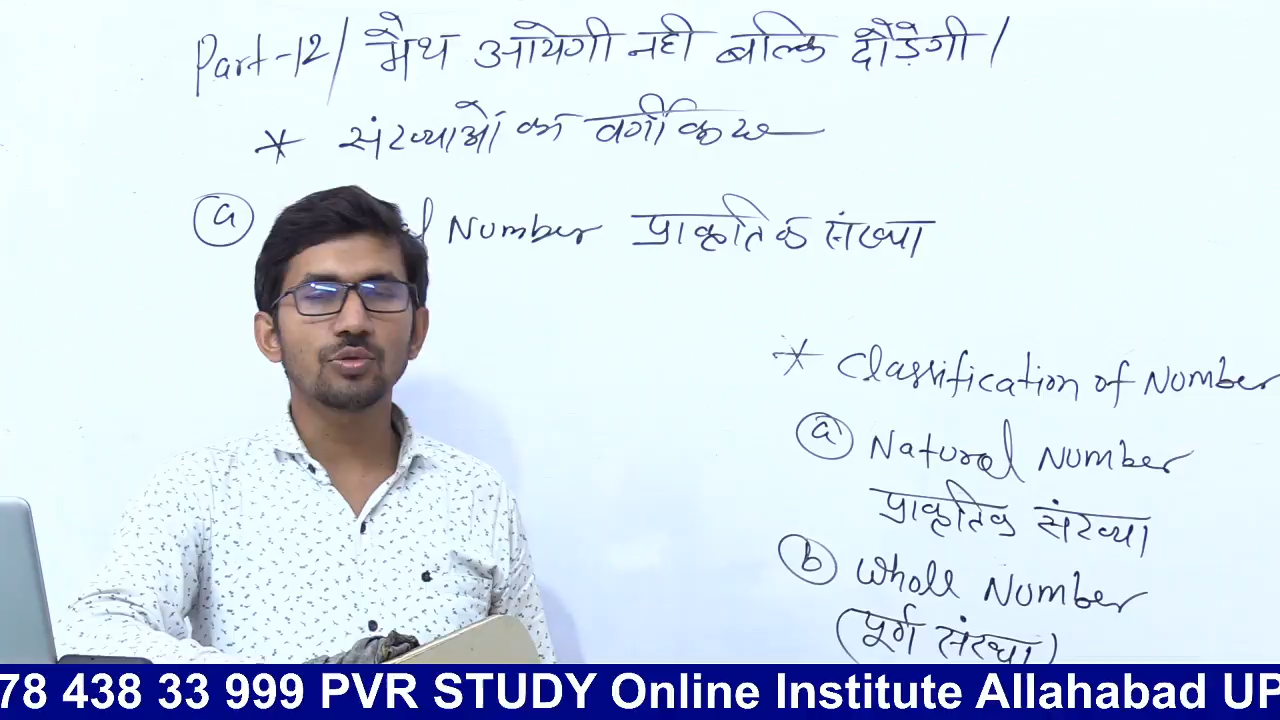 Part-12/ मैथ आयेगी नही बल्कि दौड़ेगी/
* संख्याओं का वर्गीकरण
(a) Number प्राकृतिक संख्या
* Classification of Number
(a) Natural Number
प्राकृतिक संख्या
(b) Whole Number
(पूर्ण संख्या)
78 438 33 999 PVR STUDY Online Institute Allahabad UP